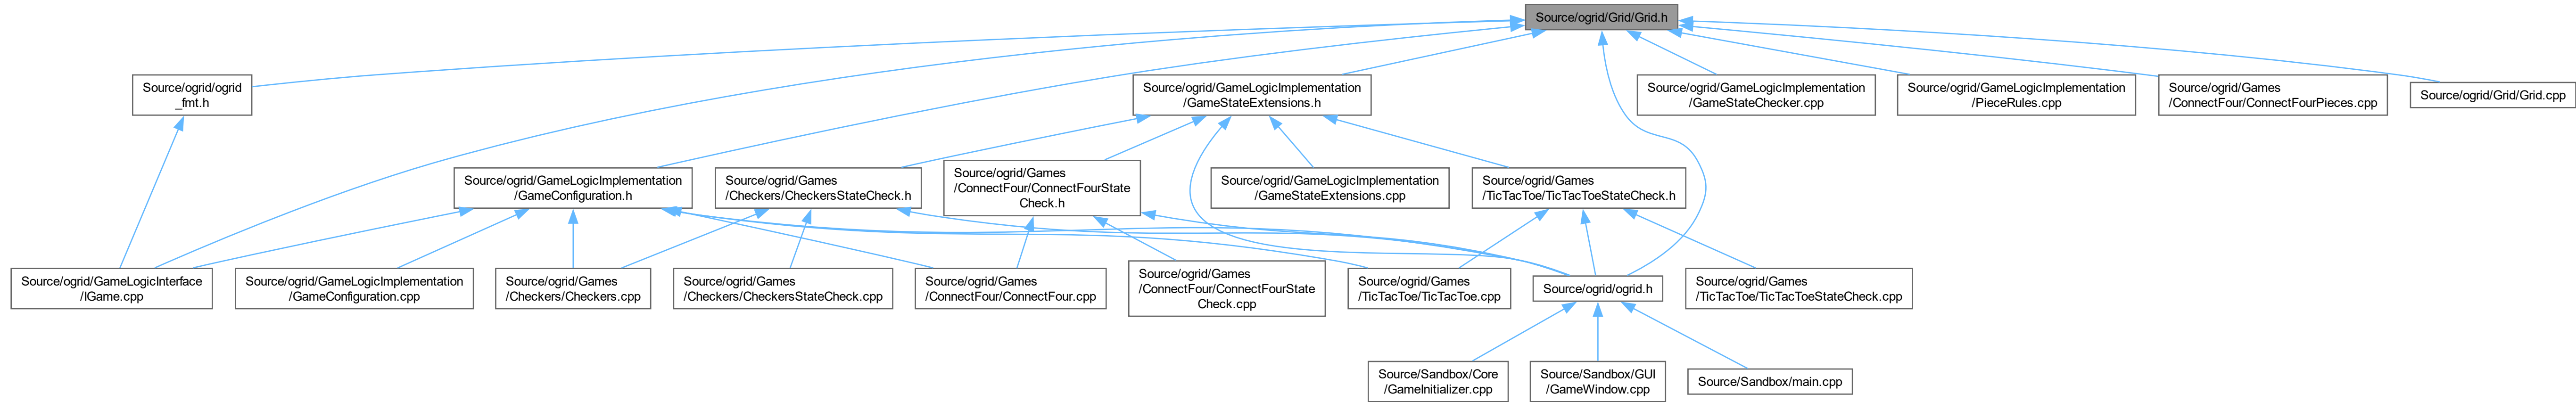 Source/ogrid/Grid/Grid.h
Source/ogrid/ogrid
_fmt.h
Source/ogrid/GameLogicImplementation
/GameStateExtensions.h
Source/ogrid/GameLogicImplementation
/GameStateChecker.cpp
Source/ogrid/GameLogicImplementation
/PieceRules.cpp
Source/ogrid/Games
/ConnectFour/ConnectFourPieces.cpp
Source/ogrid/Grid/Grid.cpp
Source/ogrid/GameLogicImplementation
/GameConfiguration.h
Source/ogrid/Games
/Checkers/CheckersStateCheck.h
Source/ogrid/Games
/ConnectFour/ConnectFourState
Check.h
Source/ogrid/GameLogicImplementation
/GameStateExtensions.cpp
Source/ogrid/Games
/TicTacToe/TicTacToeStateCheck.h
Source/ogrid/GameLogicInterface
/IGame.cpp
Source/ogrid/GameLogicImplementation
/GameConfiguration.cpp
Source/ogrid/Games
/Checkers/Checkers.cpp
Source/ogrid/Games
/Checkers/CheckersStateCheck.cpp
Source/ogrid/Games
/ConnectFour/ConnectFour.cpp
Source/ogrid/Games
/ConnectFour/ConnectFourState
Check.cpp
Source/ogrid/Games
/TicTacToe/TicTacToe.cpp
Source/ogrid/ogrid.h
Source/ogrid/Games
/TicTacToe/TicTacToeStateCheck.cpp
Source/Sandbox/Core
/GameInitializer.cpp
Source/Sandbox/GUI
/GameWindow.cpp
Source/Sandbox/main.cpp